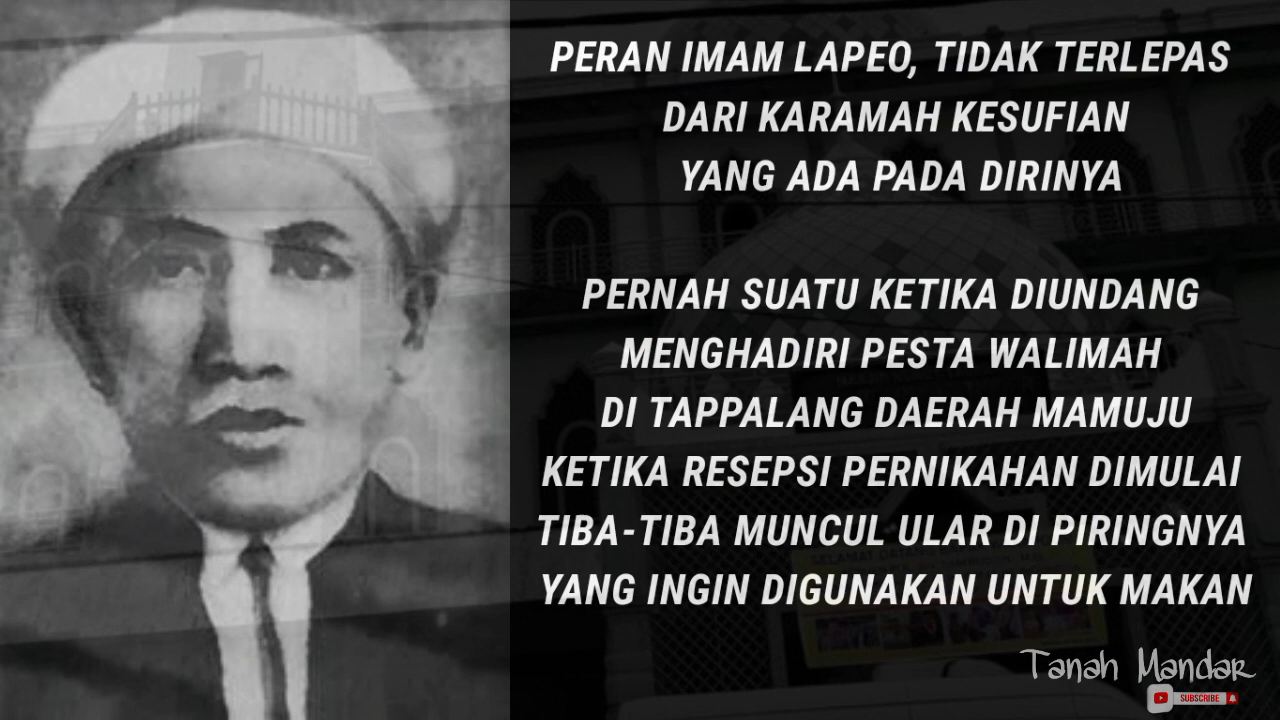 PERAN IMAM LAPEO, TIDAK TERLEPAS
DARI KARAMAH KESUFIAN
YANG ADA PADA DIRINYA
PERNAH SUATU KETIKA DIUNDANG
MENGHADIRI PESTA WALIMAH
DI TAPPALANG DAERAH MAMUJU
KETIKA RESEPSI PERNIKAHAN DIMULAI
TIBA-TIBA MUNCUL ULAR DI PIRINGNYA
YANG INGIN DIGUNAKAN UNTUK MAKAN
Tanah Mandar
SUBSCRIBE